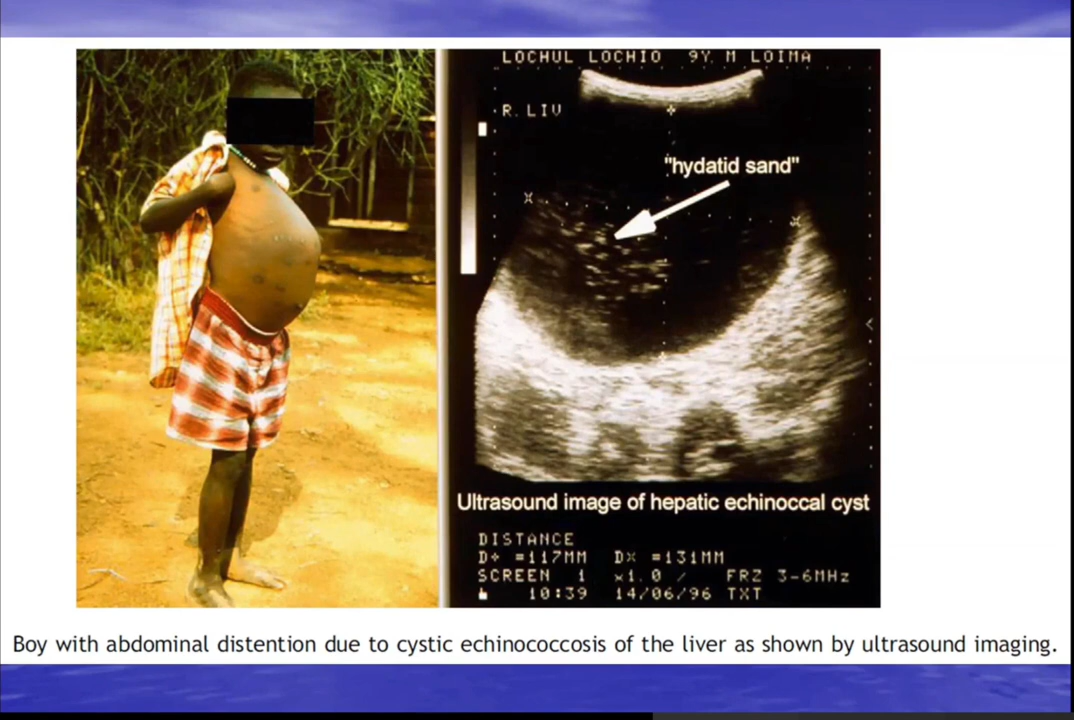 LOCHUL LOCHIO 9Y M LOIMA
R. LIV
"hydatid sand"
Ultrasound image of hepatic echinoccal cyst
DISTANCE
D+ =117MM D× =131MM
SCREEN 1 ×1.0 / FRZ 3-6MHz
10:39 14/06/96 TXT
Boy with abdominal distention due to cystic echinococcosis of the liver as shown by ultrasound imaging.